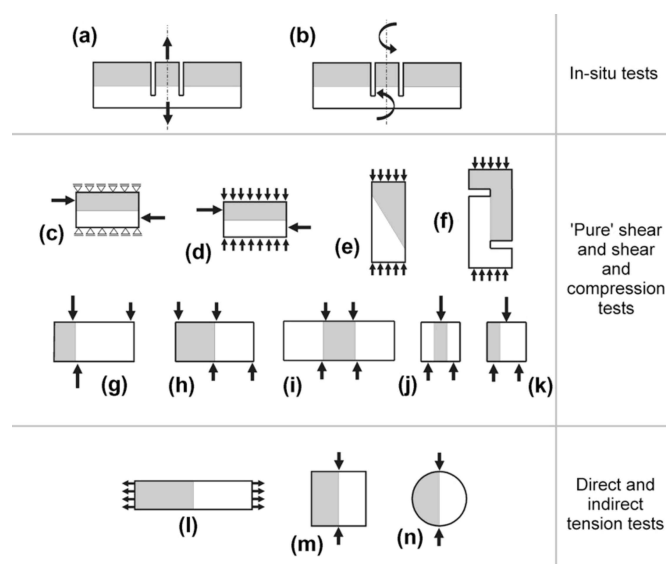 (a)
(b)
In-situ tests
(c)
(d)
(e)
(f)
'Pure' shear
and shear
and
compression
tests
(g)
(h)
(i)
(j)
(k)
(l)
(m)
(n)
Direct and
indirect
tension tests